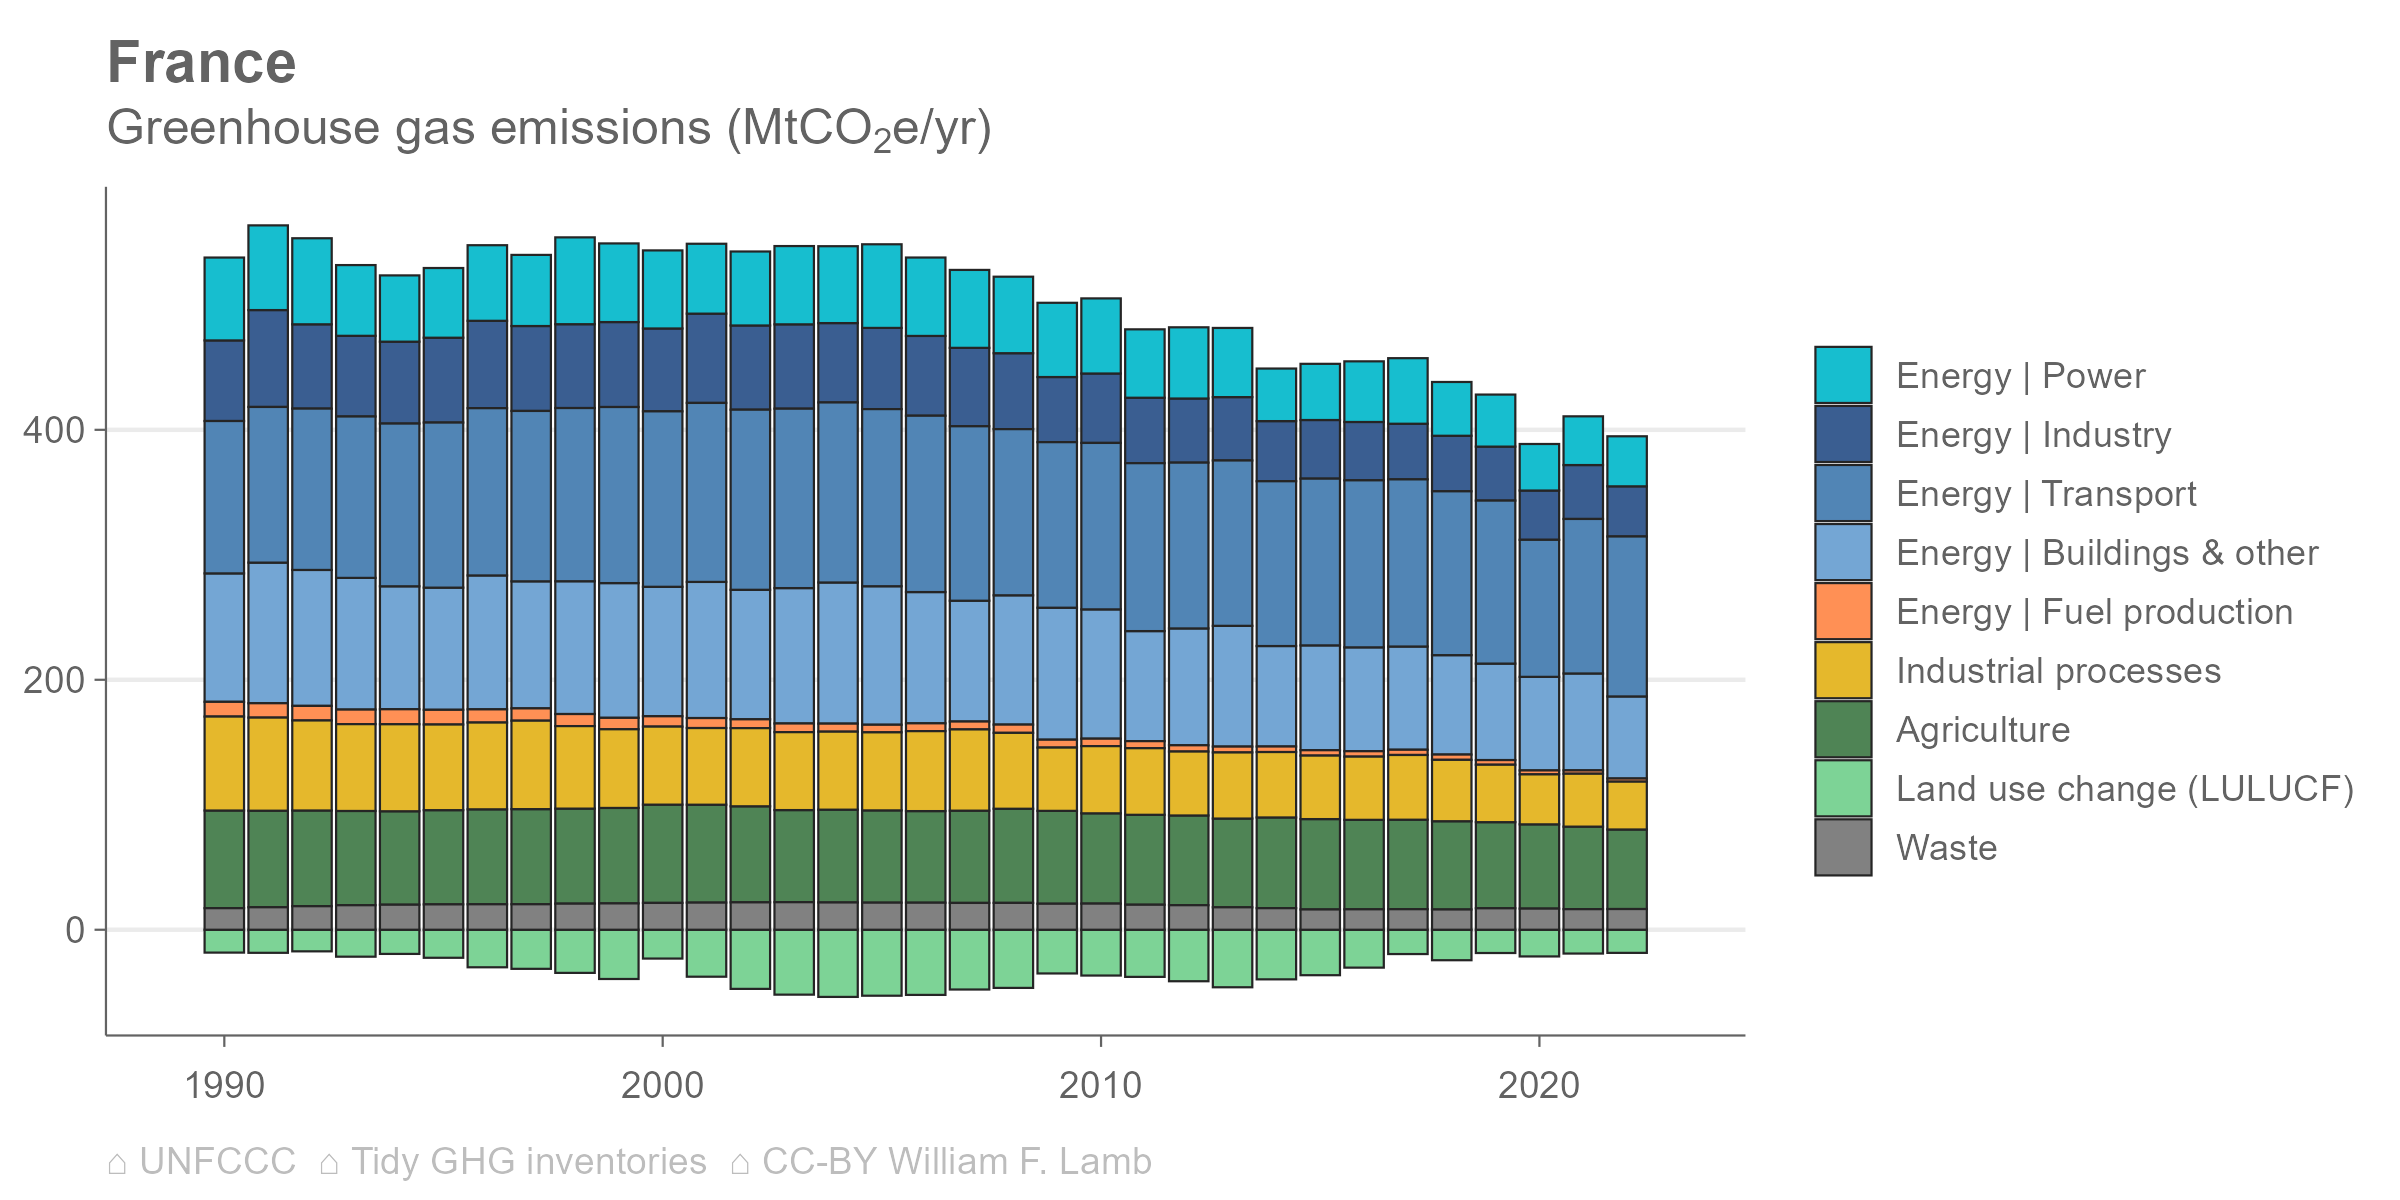 France
Greenhouse gas emissions (MtCO₂e/yr)
400
200
0
1990 2000 2010 2020
Energy | Power
Energy | Industry
Energy | Transport
Energy | Buildings & other
Energy | Fuel production
Industrial processes
Agriculture
Land use change (LULUCF)
Waste
⌂ UNFCCC ⌂ Tidy GHG inventories ⌂ CC-BY William F. Lamb